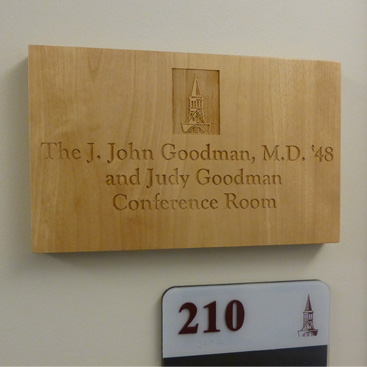 The J. John Goodman, M.D. '48
and Judy Goodman
Conference Room
210